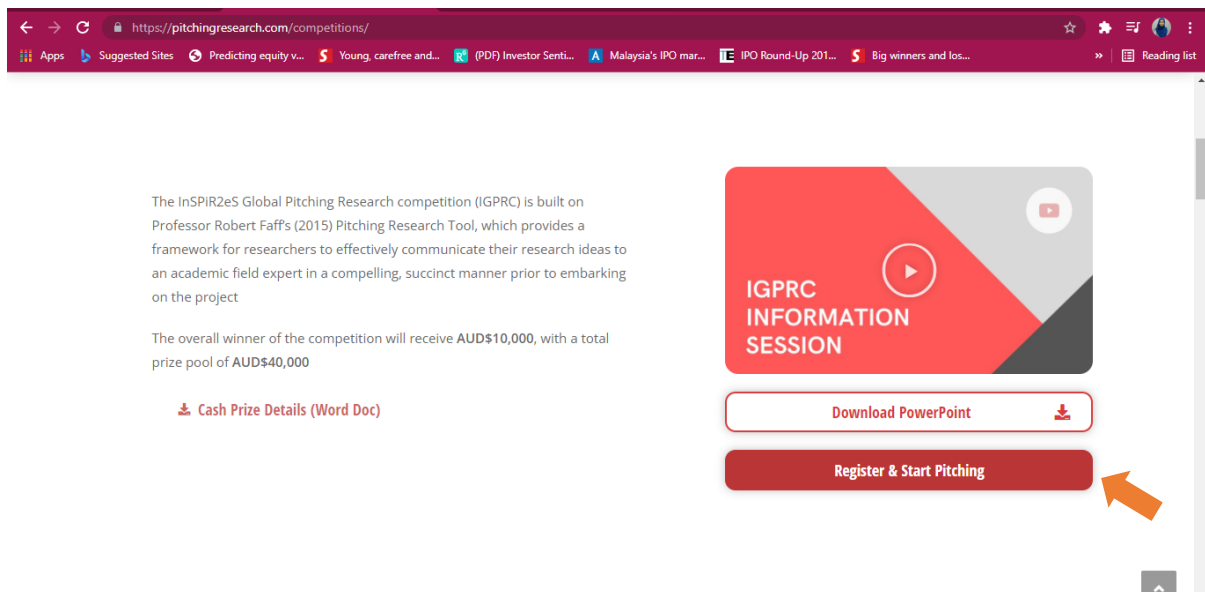 https://pitchingresearch.com/competitions/
Apps Suggested Sites Predicting equity v... Young, carefree and... (PDF) Investor Senti... Malaysia's IPO mar... IPO Round-Up 201... Big winners and los... » Reading list
The InSPiR2eS Global Pitching Research competition (IGPRC) is built on
Professor Robert Faff's (2015) Pitching Research Tool, which provides a
framework for researchers to effectively communicate their research ideas to
an academic field expert in a compelling, succinct manner prior to embarking
on the project
The overall winner of the competition will receive AUD$10,000, with a total
prize pool of AUD$40,000
Cash Prize Details (Word Doc)
IGPRC
INFORMATION
SESSION
Download PowerPoint
Register & Start Pitching